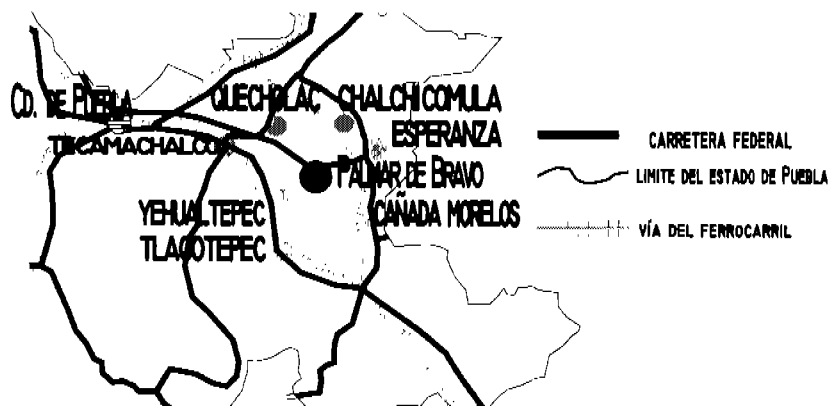 CD. DE PUEBLA
QUECHOLAC
CHALCHICOMULA
ESPERANZA
TECAMACHALCO
PALMAR DE BRAVO
YEHUALTEPEC
TLACOTEPEC
CAÑADA MORELOS
CARRETERA FEDERAL
LIMITE DEL ESTADO DE PUEBLA
VÍA DEL FERROCARRIL